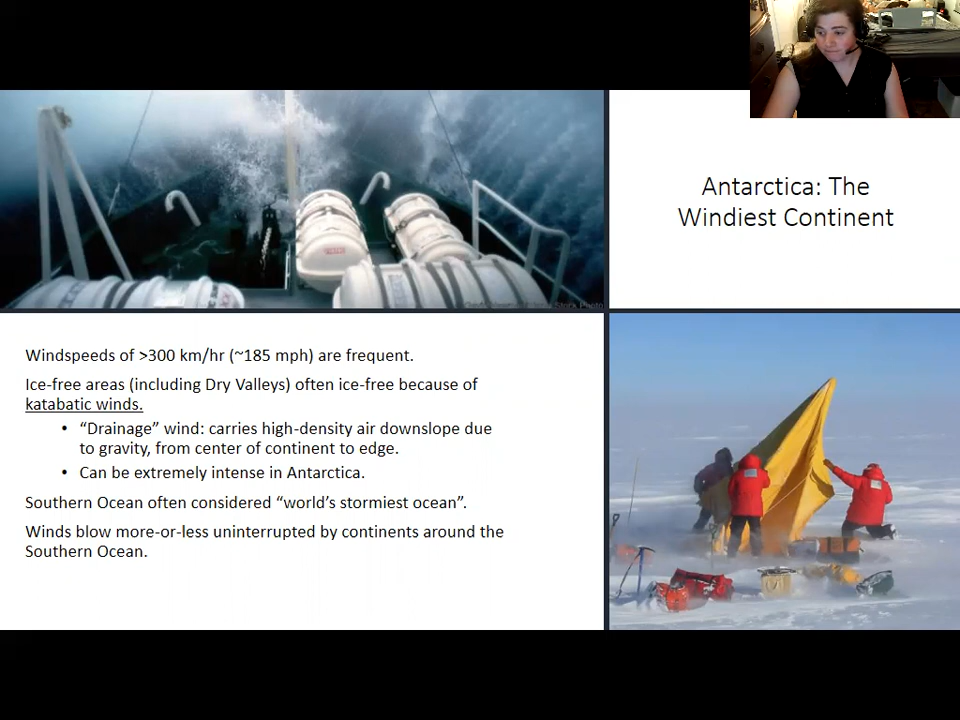 Antarctica: The
Windiest Continent
Windspeeds of >300 km/hr (~185 mph) are frequent.
Ice-free areas (including Dry Valleys) often ice-free because of
katabatic winds.
• “Drainage” wind: carries high-density air downslope due
to gravity, from center of continent to edge.
• Can be extremely intense in Antarctica.
Southern Ocean often considered “world’s stormiest ocean”.
Winds blow more-or-less uninterrupted by continents around the
Southern Ocean.
Stock Photo